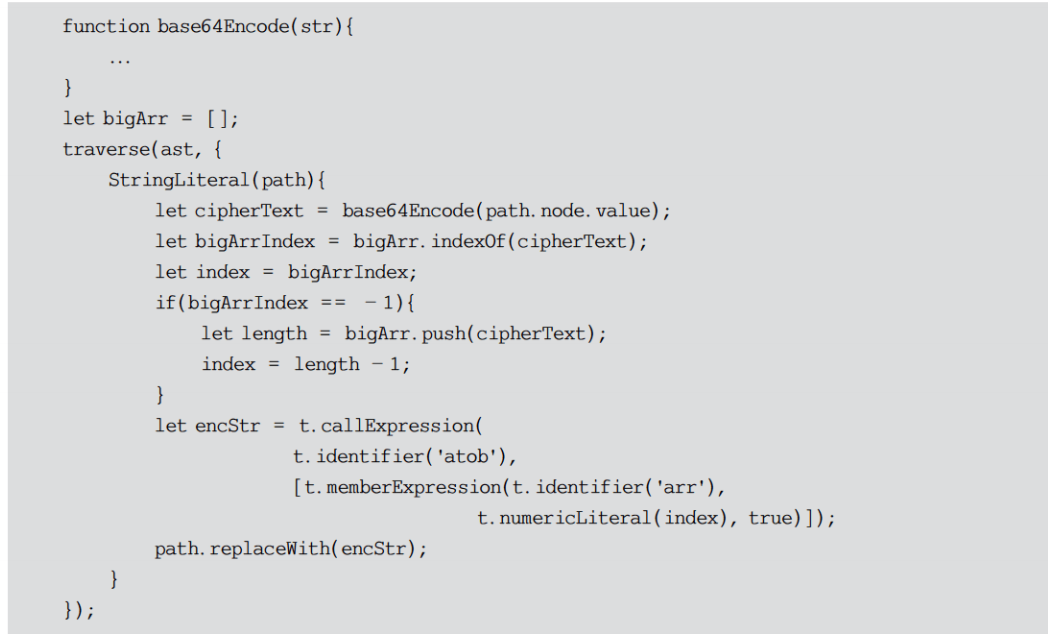 function base64Encode(str){
…
}
let bigArr = [];
traverse(ast, {
StringLiteral(path){
let cipherText = base64Encode(path.node.value);
let bigArrIndex = bigArr.indexOf(cipherText);
let index = bigArrIndex;
if(bigArrIndex == -1){
let length = bigArr.push(cipherText);
index = length -1;
}
let encStr = t.callExpression(
t.identifier('atob'),
[t.memberExpression(t.identifier('arr'),
t.numericLiteral(index), true)]);
path.replaceWith(encStr);
}
});